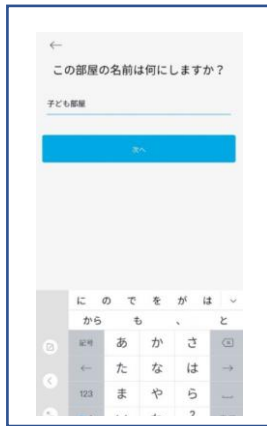 ←
この部屋の名前は何にしますか？
子ども部屋
次へ
に の で を が は
から も 、 と
記号 あ か さ
← た な は →
123 ま や ら